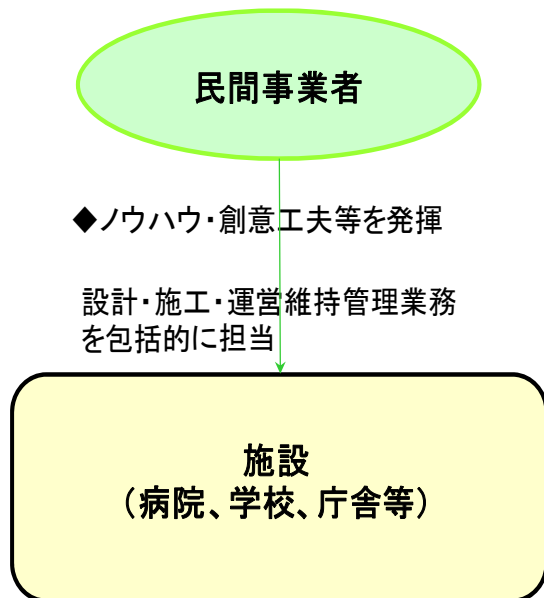 民間事業者
◆ノウハウ・創意工夫等を発揮
設計・施工・運営維持管理業務
を包括的に担当
施設
（病院、学校、庁舎等）